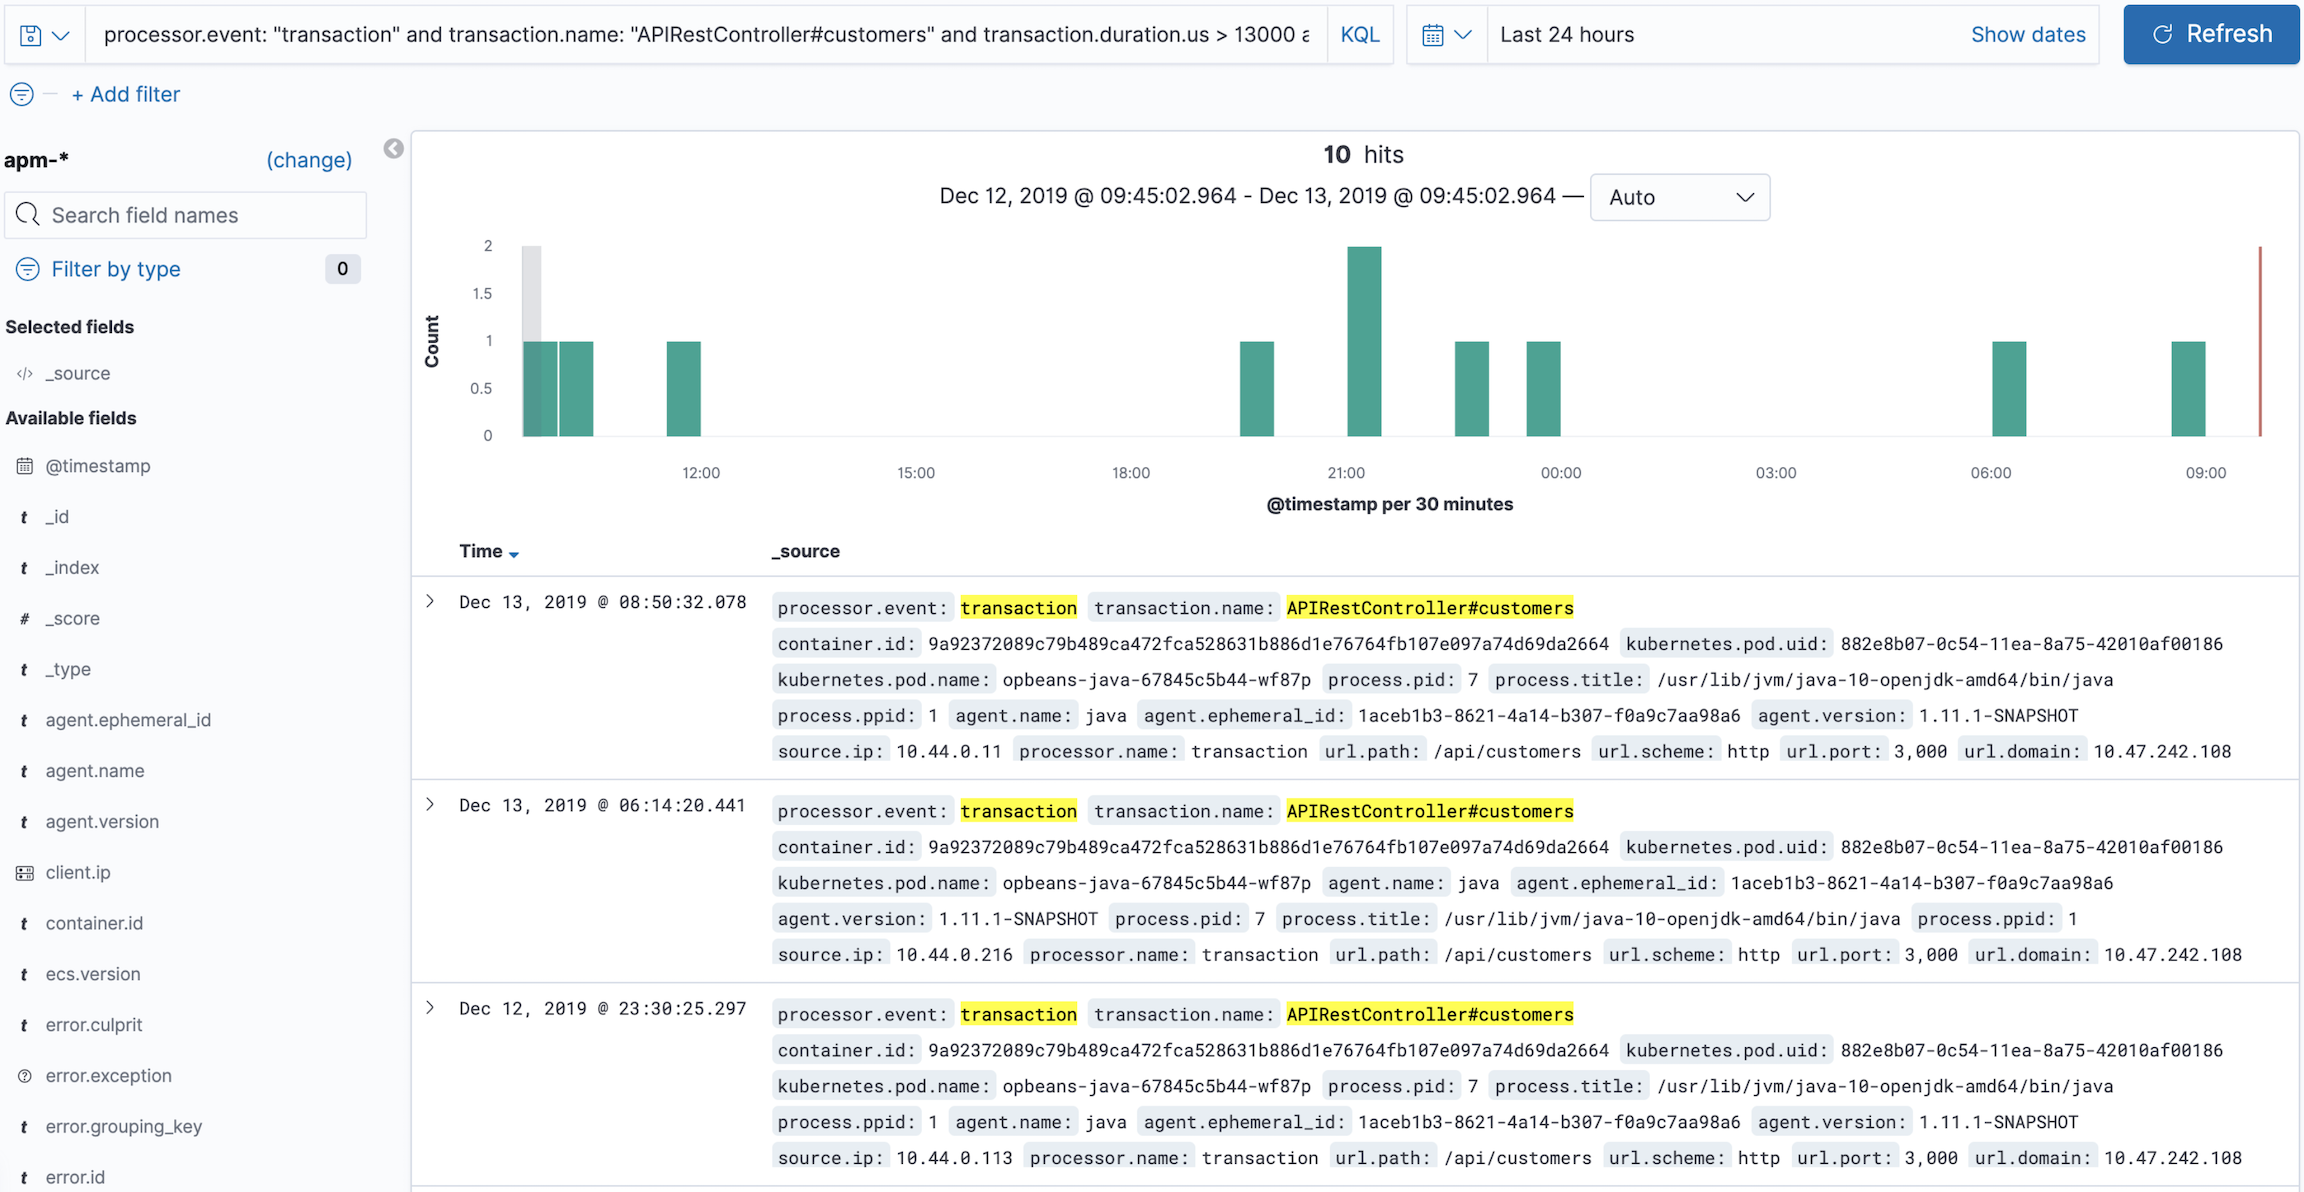 processor.event: "transaction" and transaction.name: "APIRestController#customers" and transaction.duration.us > 13000 a
KQL
Last 24 hours
Show dates
Refresh
+ Add filter
apm-*
(change)
Search field names
Filter by type
0
Selected fields
</> _source
Available fields
@timestamp
t _id
t _index
# _score
t _type
t agent.ephemeral_id
t agent.name
t agent.version
client.ip
t container.id
t ecs.version
t error.culprit
error.exception
t error.grouping_key
t error.id
10 hits
Dec 12, 2019 @ 09:45:02.964 - Dec 13, 2019 @ 09:45:02.964 —
Auto
Count
2
1.5
1
0.5
0
12:00 15:00 18:00 21:00 00:00 03:00 06:00 09:00
@timestamp per 30 minutes
Time _source
Dec 13, 2019 @ 08:50:32.078
processor.event: transaction transaction.name: APIRestController#customers
container.id: 9a92372089c79b489ca472fca528631b886d1e76764fb107e097a74d69da2664 kubernetes.pod.uid: 882e8b07-0c54-11ea-8a75-42010af00186
kubernetes.pod.name: opbeans-java-67845c5b44-wf87p process.pid: 7 process.title: /usr/lib/jvm/java-10-openjdk-amd64/bin/java
process.ppid: 1 agent.name: java agent.ephemeral_id: 1aceb1b3-8621-4a14-b307-f0a9c7aa98a6 agent.version: 1.11.1-SNAPSHOT
source.ip: 10.44.0.11 processor.name: transaction url.path: /api/customers url.scheme: http url.port: 3,000 url.domain: 10.47.242.108
Dec 13, 2019 @ 06:14:20.441
processor.event: transaction transaction.name: APIRestController#customers
container.id: 9a92372089c79b489ca472fca528631b886d1e76764fb107e097a74d69da2664 kubernetes.pod.uid: 882e8b07-0c54-11ea-8a75-42010af00186
kubernetes.pod.name: opbeans-java-67845c5b44-wf87p agent.name: java agent.ephemeral_id: 1aceb1b3-8621-4a14-b307-f0a9c7aa98a6
agent.version: 1.11.1-SNAPSHOT process.pid: 7 process.title: /usr/lib/jvm/java-10-openjdk-amd64/bin/java process.ppid: 1
source.ip: 10.44.0.216 processor.name: transaction url.path: /api/customers url.scheme: http url.port: 3,000 url.domain: 10.47.242.108
Dec 12, 2019 @ 23:30:25.297
processor.event: transaction transaction.name: APIRestController#customers
container.id: 9a92372089c79b489ca472fca528631b886d1e76764fb107e097a74d69da2664 kubernetes.pod.uid: 882e8b07-0c54-11ea-8a75-42010af00186
kubernetes.pod.name: opbeans-java-67845c5b44-wf87p process.pid: 7 process.title: /usr/lib/jvm/java-10-openjdk-amd64/bin/java
process.ppid: 1 agent.name: java agent.ephemeral_id: 1aceb1b3-8621-4a14-b307-f0a9c7aa98a6 agent.version: 1.11.1-SNAPSHOT
source.ip: 10.44.0.113 processor.name: transaction url.path: /api/customers url.scheme: http url.port: 3,000 url.domain: 10.47.242.108